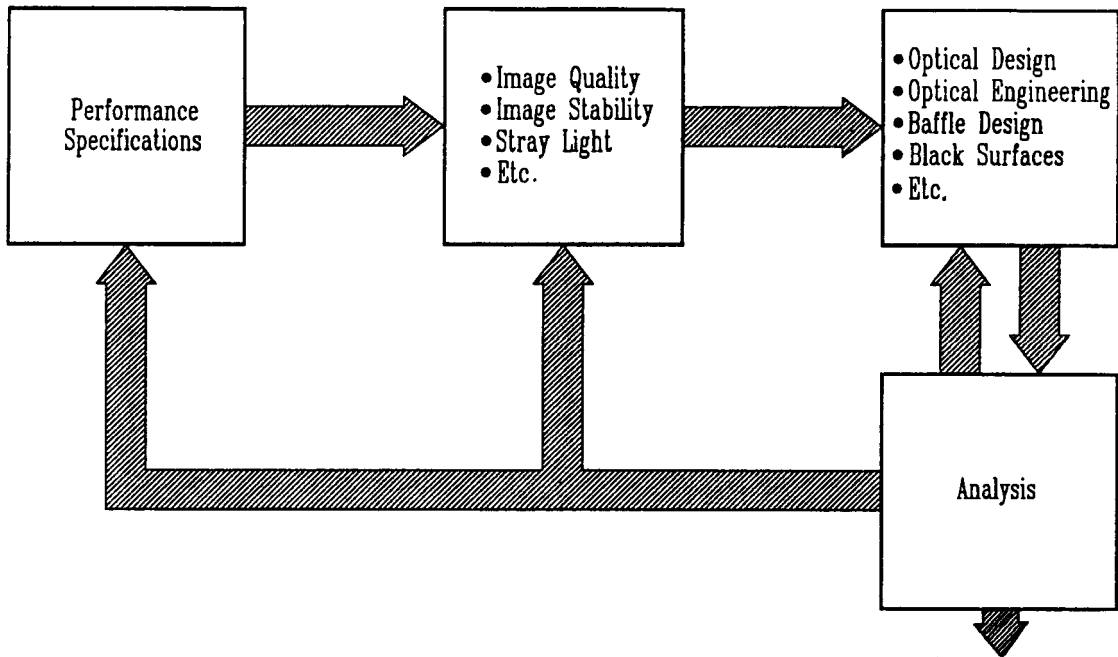 Performance
Specifications
• Image Quality
• Image Stability
• Stray Light
• Etc.
• Optical Design
• Optical Engineering
• Baffle Design
• Black Surfaces
• Etc.
Analysis